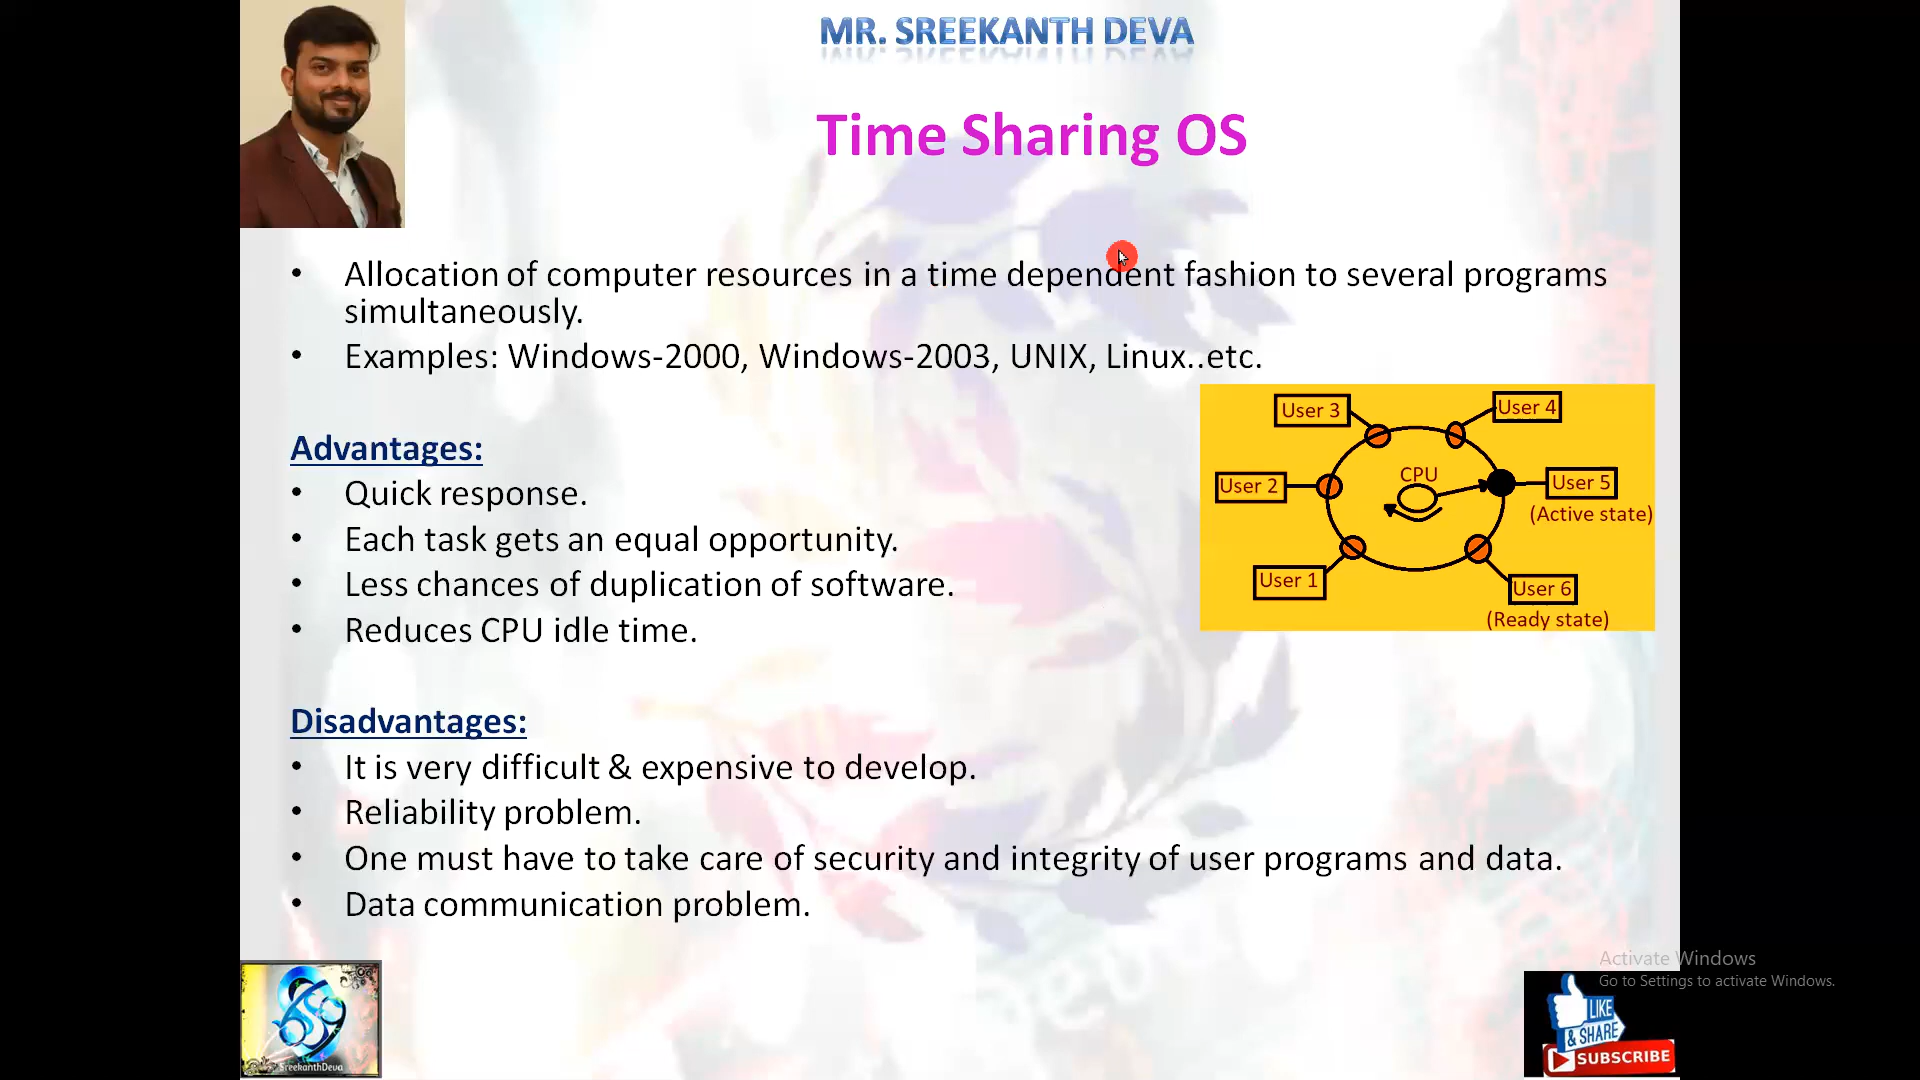 MR. SREEKANTH DEVA
Time Sharing OS
• Allocation of computer resources in a time dependent fashion to several programs
simultaneously.
• Examples: Windows-2000, Windows-2003, UNIX, Linux..etc.
Advantages:
• Quick response.
• Each task gets an equal opportunity.
• Less chances of duplication of software.
• Reduces CPU idle time.
User 3
User 4
CPU
User 2
User 5
(Active state)
User 1
User 6
(Ready state)
Disadvantages:
• It is very difficult & expensive to develop.
• Reliability problem.
• One must have to take care of security and integrity of user programs and data.
• Data communication problem.
Activate Windows
Go to Settings to activate Windows.
SreekanthDeva
LIKE
& SHARE
SUBSCRIBE